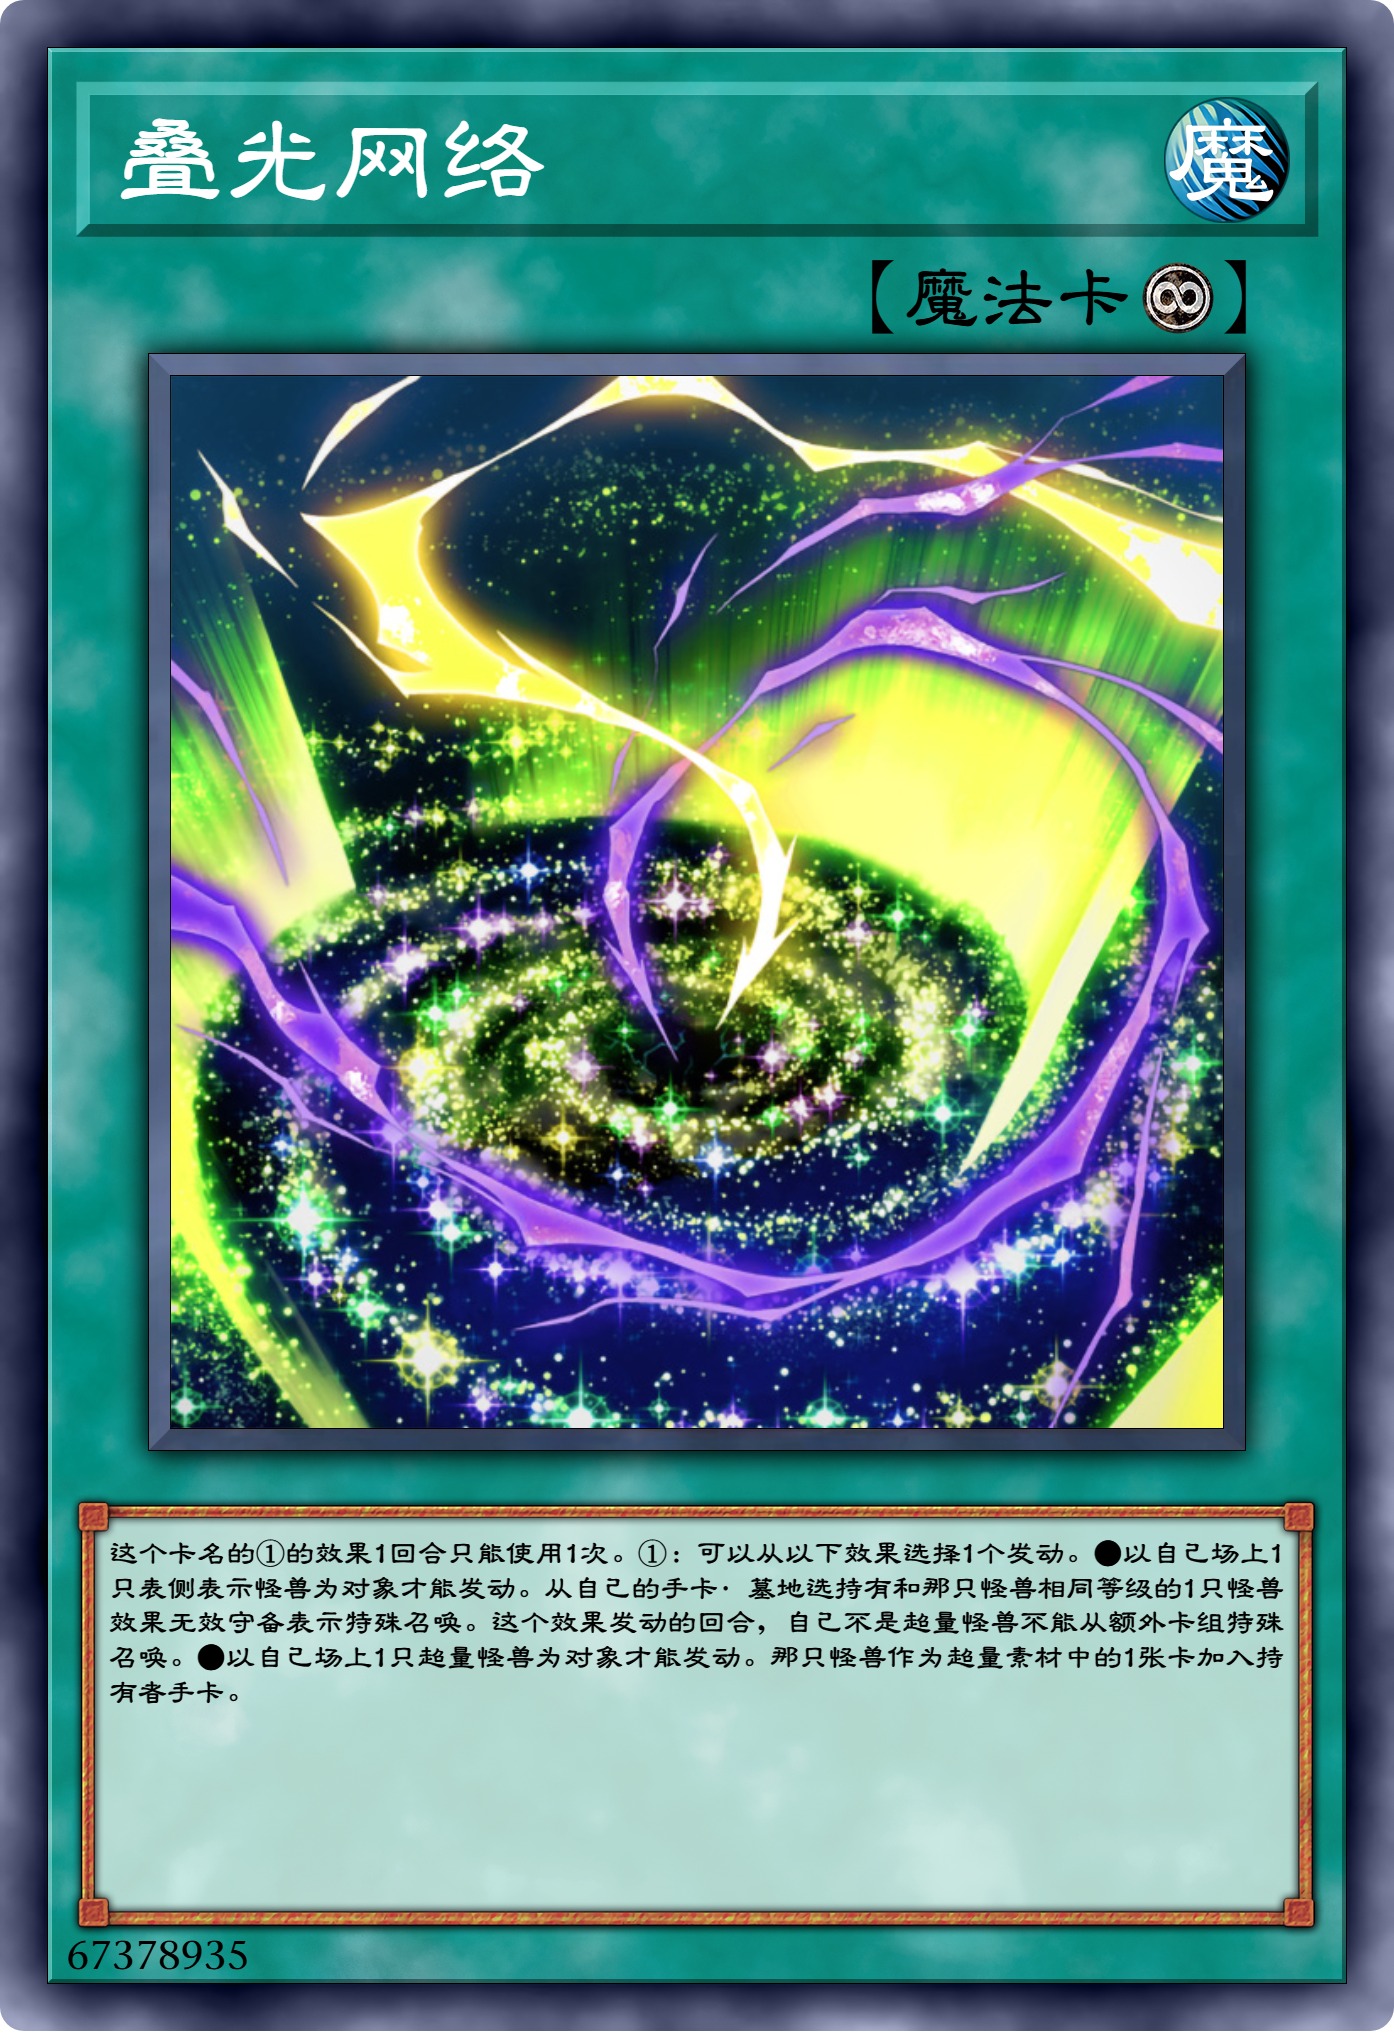 叠光网络
魔
【魔法卡∞】
这个卡名的①的效果1回合只能使用1次。①：可以从以下效果选择1个发动。●以自己场上1
只表侧表示怪兽为对象才能发动。从自己的手卡·墓地选持有和那只怪兽相同等级的1只怪兽
效果无效守备表示特殊召唤。这个效果发动的回合，自己不是超量怪兽不能从额外卡组特殊
召唤。●以自己场上1只超量怪兽为对象才能发动。那只怪兽作为超量素材中的1张卡加入持
有者手卡。
67378935